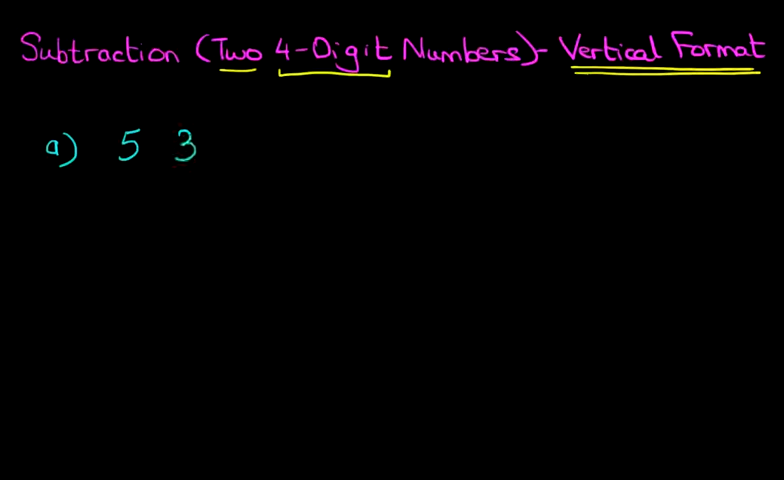 Subtraction (Two 4-Digit Numbers)- Vertical Format
a) 5 3